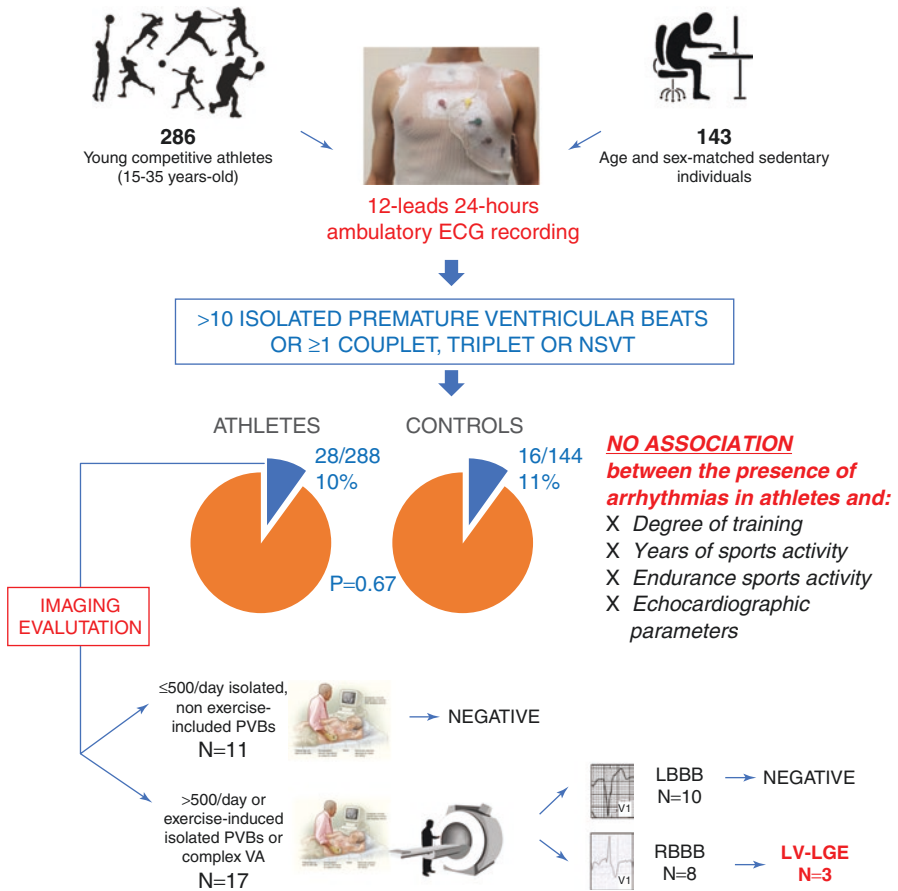 286
Young competitive athletes
(15-35 years-old)
143
Age and sex-matched sedentary
individuals
12-leads 24-hours
ambulatory ECG recording
>10 ISOLATED PREMATURE VENTRICULAR BEATS
OR ≥1 COUPLET, TRIPLET OR NSVT
ATHLETES
28/288
10%
CONTROLS
16/144
11%
P=0.67
NO ASSOCIATION
between the presence of
arrhythmias in athletes and:
X Degree of training
X Years of sports activity
X Endurance sports activity
X Echocardiographic
parameters
IMAGING
EVALUTATION
≤500/day isolated,
non exercise-
included PVBs
N=11
NEGATIVE
>500/day or
exercise-induced
isolated PVBs or
complex VA
N=17
V1
LBBB
N=10
NEGATIVE
V1
RBBB
N=8
LV-LGE
N=3